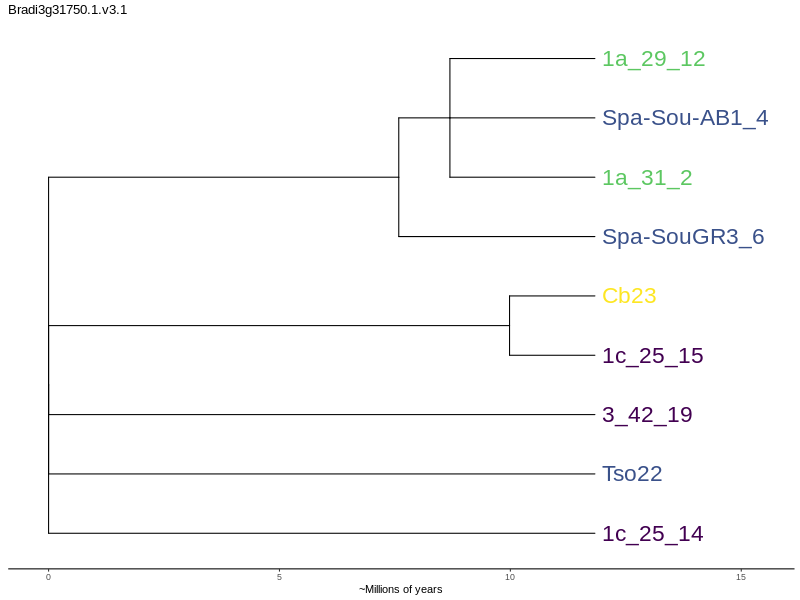 Bradi3g31750.1.v3.1
1a_29_12
Spa-Sou-AB1_4
1a_31_2
Spa-SouGR3_6
Cb23
1c_25_15
3_42_19
Tso22
1c_25_14
0 5 10 15
~Millions of years